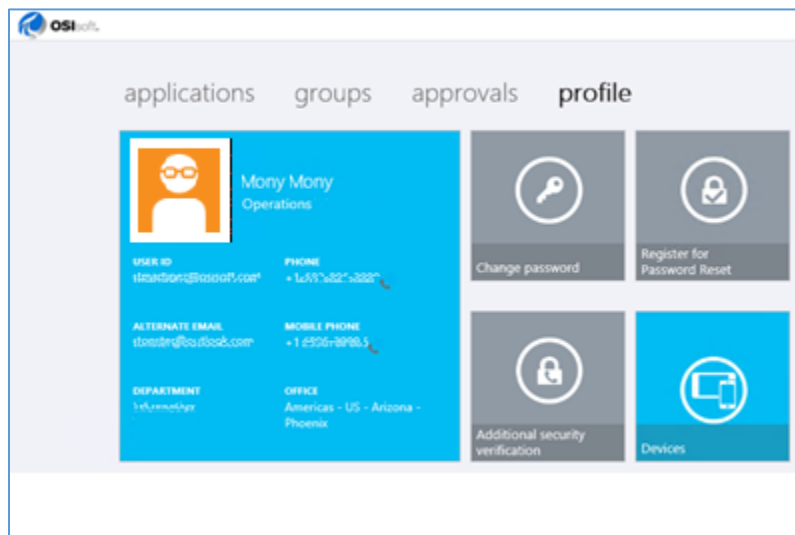 OSIsoft.
applications groups approvals profile
Mony Mony
Operations
USER ID
PHONE
ALTERNATE EMAIL
MOBILE PHONE
DEPARTMENT
OFFICE
Americas - US - Arizona -
Phoenix
Change password
Register for
Password Reset
Additional security
verification
Devices